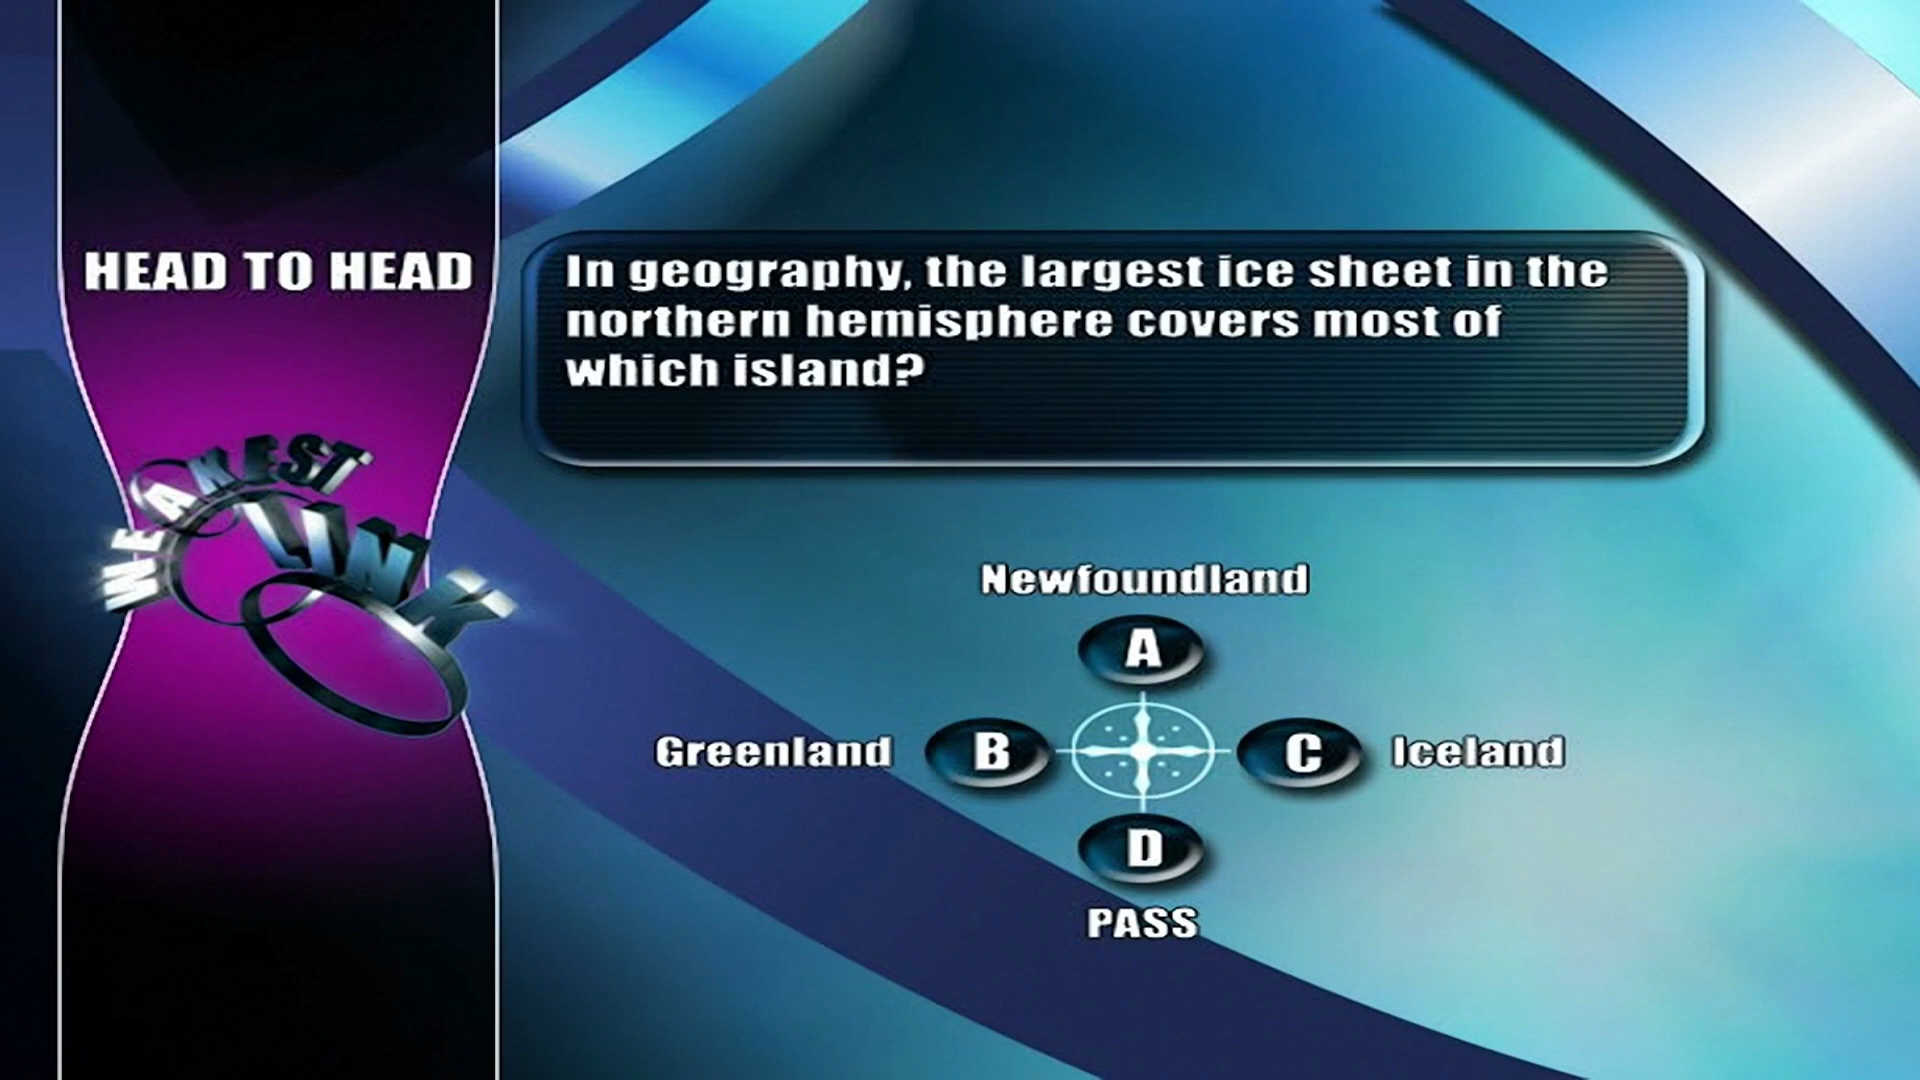 HEAD TO HEAD
WEAKEST
LINK
In geography, the largest ice sheet in the
northern hemisphere covers most of
which island?
Newfoundland
A
Greenland B C Iceland
D
PASS